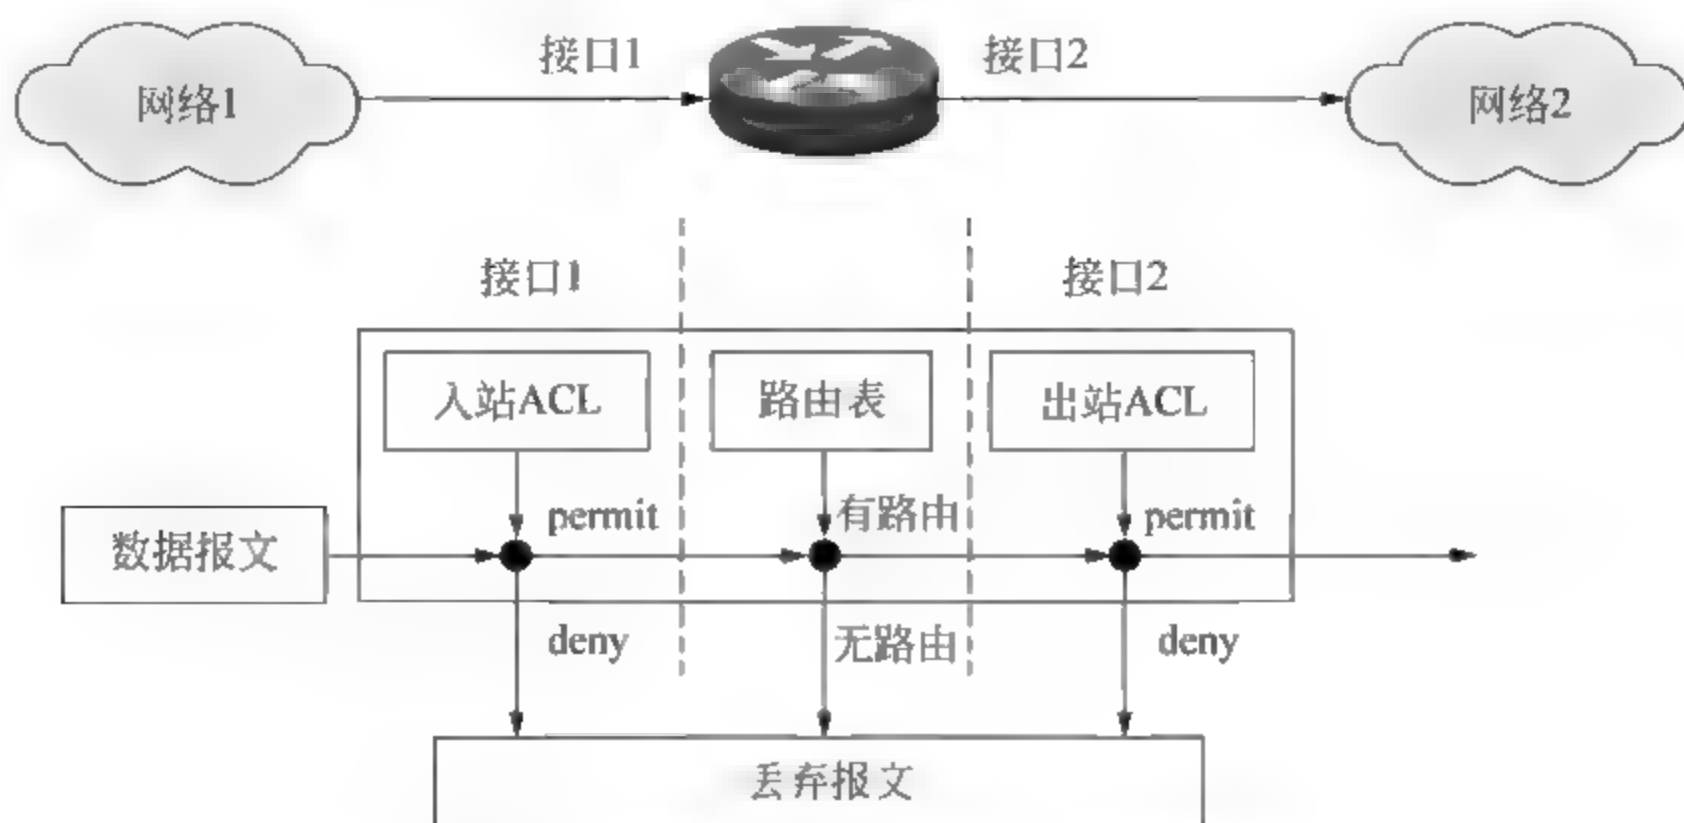 接口1
接口2
网络1
网络2
接口1
接口2
入站ACL
路由表
出站ACL
permit
有路由
permit
数据报文
deny
无路由
deny
丢弃报文